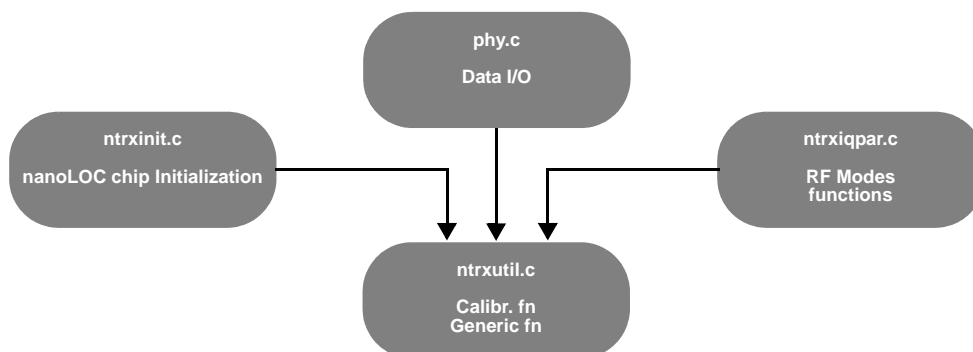 phy.c
Data I/O
ntrxinit.c
nanoLOC chip Initialization
ntrxiqpar.c
RF Modes
functions
ntrxutil.c
Calibr. fn
Generic fn